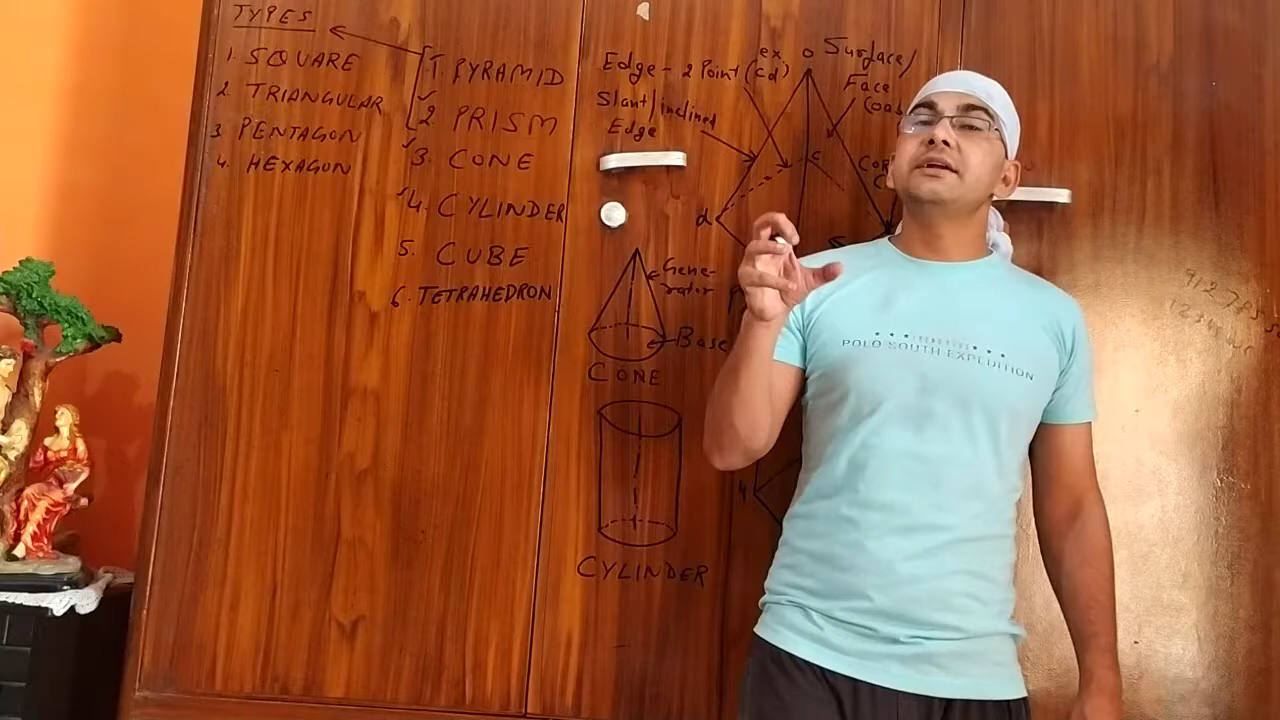 TYPES
1. SQUARE
2. TRIANGULAR
3 PENTAGON
4. HEXAGON
1. PYRAMID
2 PRISM
3. CONE
4. CYLINDER
5. CUBE
6. TETRAHEDRON
Edge - 2 Point (cd)
Slant/inclined
Edge
ex.
o
Surface/
Face
c
d
Gene-
rator
Base
CONE
CYLINDER
POLO SOUTH EXPEDITION